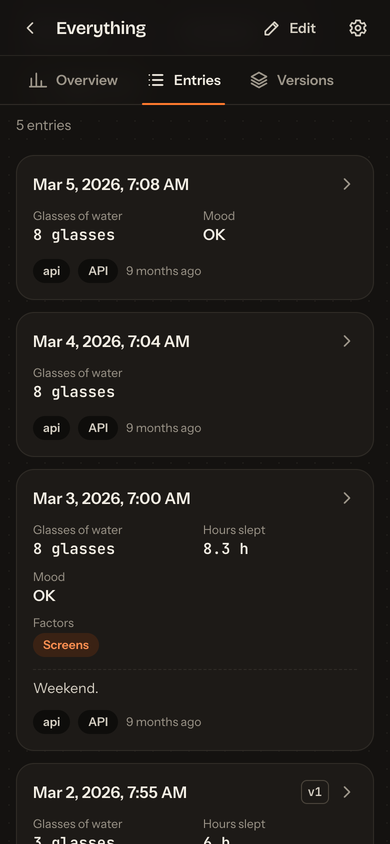 Everything
Edit
Overview
Entries
Versions
5 entries
Mar 5, 2026, 7:08 AM
Glasses of water
Mood
8 glasses
OK
api
API
9 months ago
Mar 4, 2026, 7:04 AM
Glasses of water
8 glasses
api
API
9 months ago
Mar 3, 2026, 7:00 AM
Glasses of water
Hours slept
8 glasses
8.3 h
Mood
OK
Factors
Screens
Weekend.
api
API
9 months ago
Mar 2, 2026, 7:55 AM
v1
Glasses of water
Hours slept
3 glasses
6 h